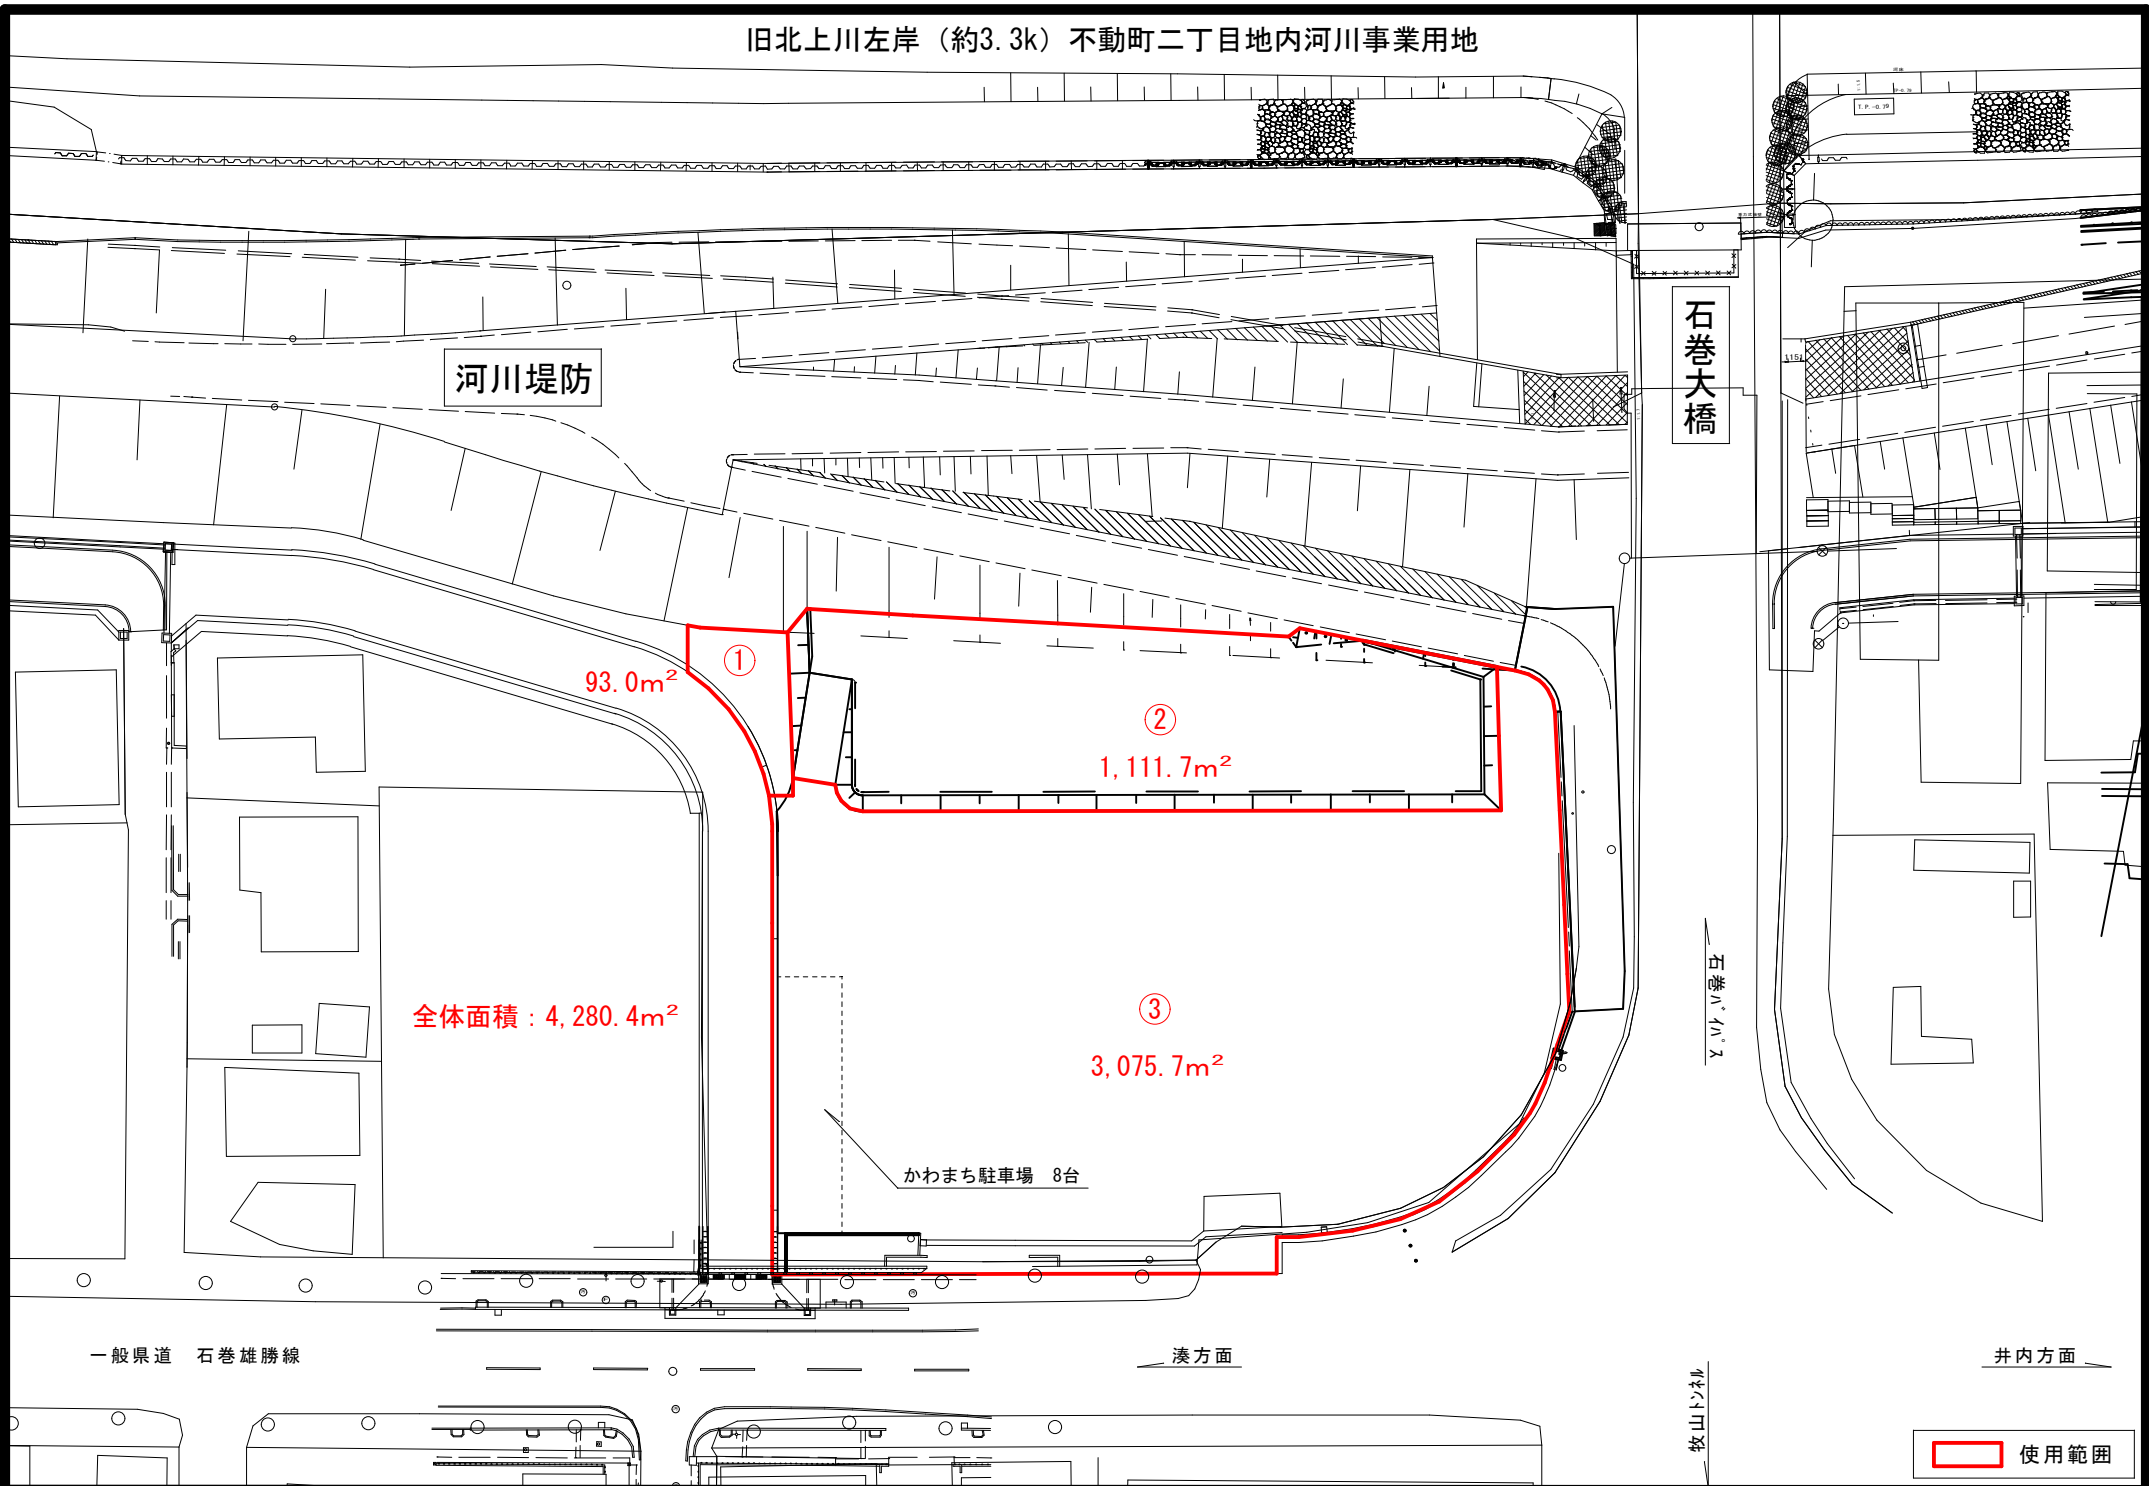 旧北上川左岸（約3.3k）不動町二丁目地内河川事業用地
T.P.-0.79
石巻大橋
河川堤防
1151
①
93.0m²
②
1,111.7m²
全体面積：4,280.4m²
③
3,075.7m²
石巻バイパス
かわまち駐車場　8台
一般県道　石巻雄勝線
湊方面
井内方面
牧山トンネル
使用範囲